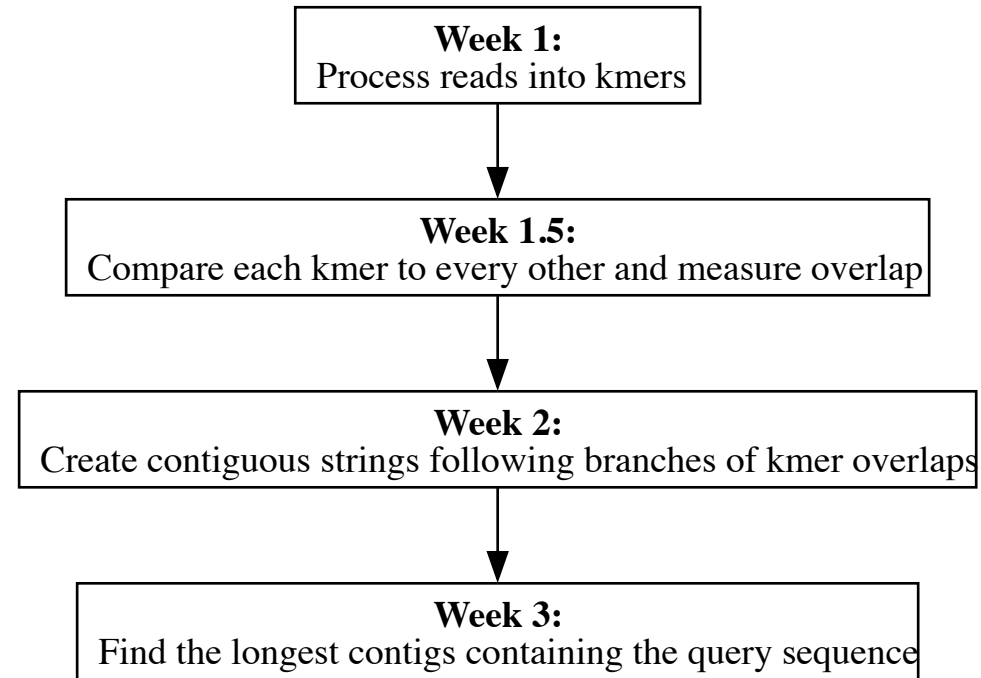 Week 1:
Process reads into kmers
Week 1.5:
Compare each kmer to every other and measure overlap
Week 2:
Create contiguous strings following branches of kmer overlaps
Week 3:
Find the longest contigs containing the query sequence